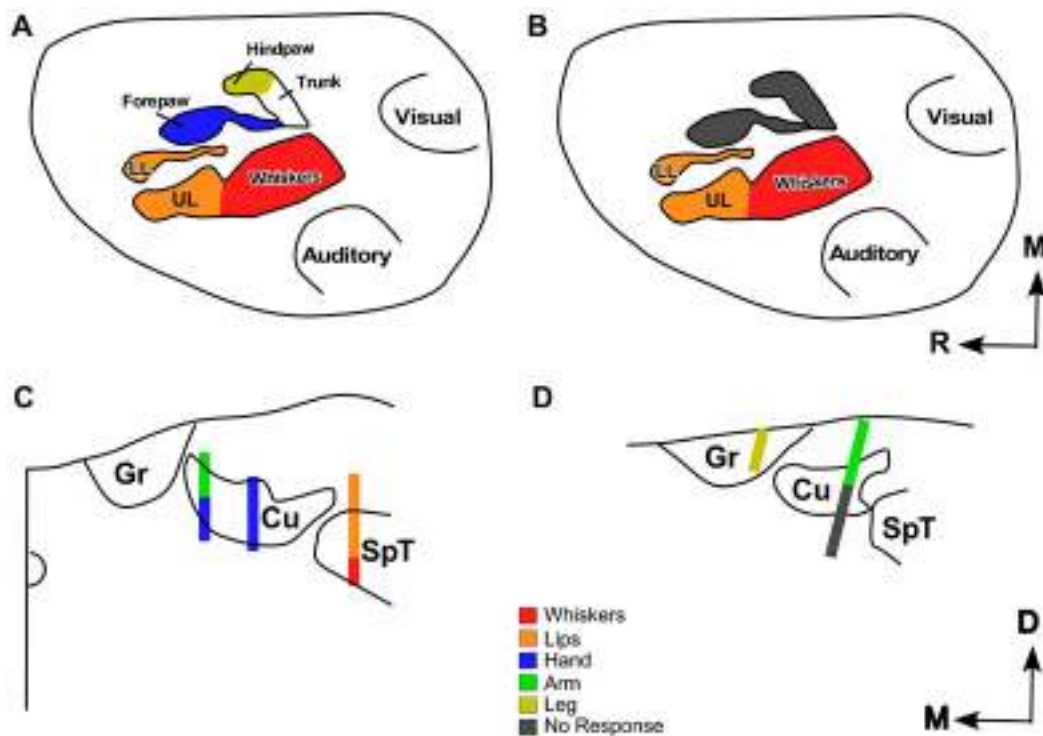 A
Hindpaw
Trunk
Forepaw
Visual
LL
Whiskers
UL
Auditory
B
Visual
LL
Whiskers
UL
Auditory
M
R
C
Gr
Cu
SpT
D
Gr
Cu
SpT
Whiskers
Lips
Hand
Arm
Leg
No Response
D
M